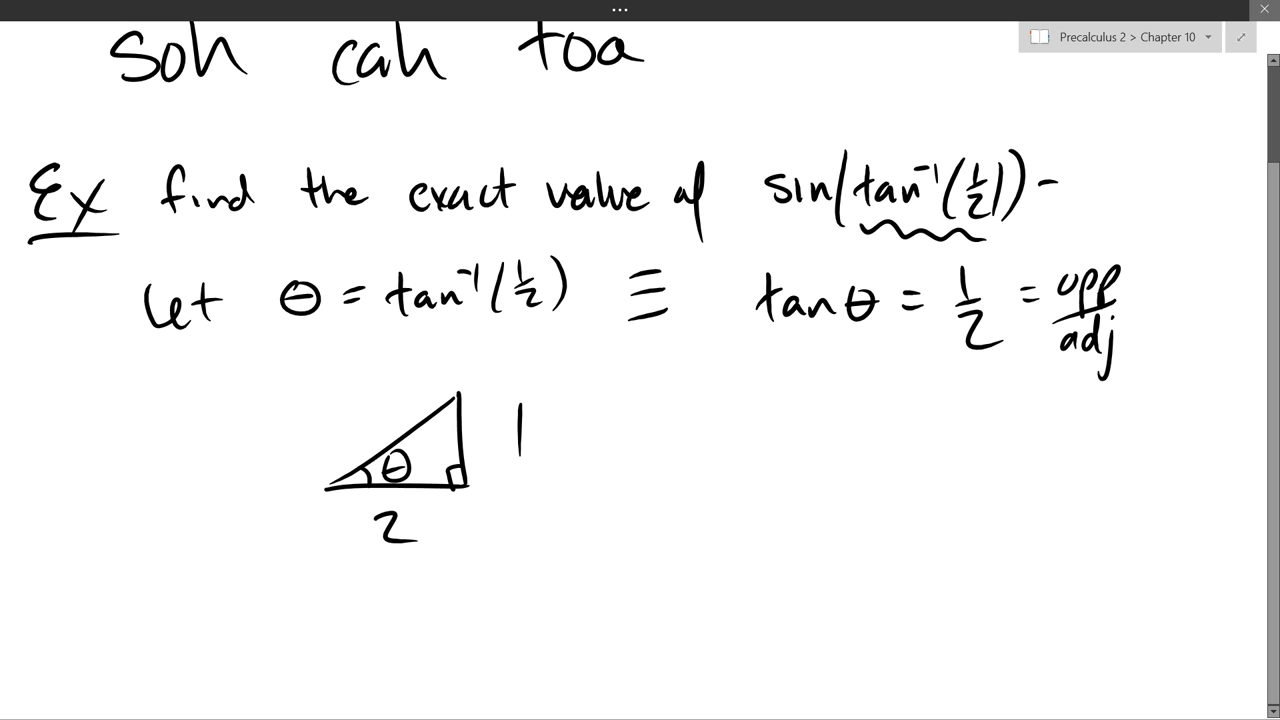 ...
Precalculus 2 > Chapter 10
soh cah toa
Ex find the exact value of sin(tan⁻¹(1/2)) -
let θ = tan⁻¹(1/2) ≡ tanθ = 1/2 = opp/adj
θ
1
2